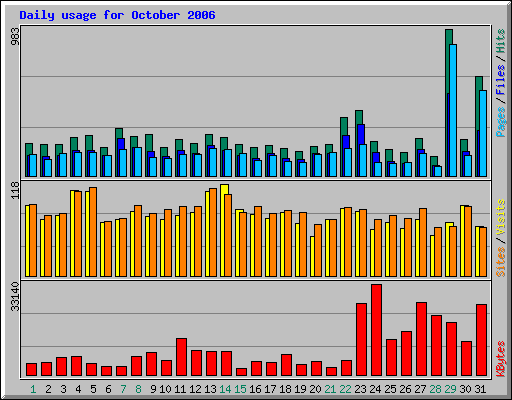 Daily usage for October 2006
983
Pages / Files / Hits
118
Sites / Visits
33140
KBytes
1 2 3 4 5 6 7 8 9 10 11 12 13 14 15 16 17 18 19 20 21 22 23 24 25 26 27 28 29 30 31